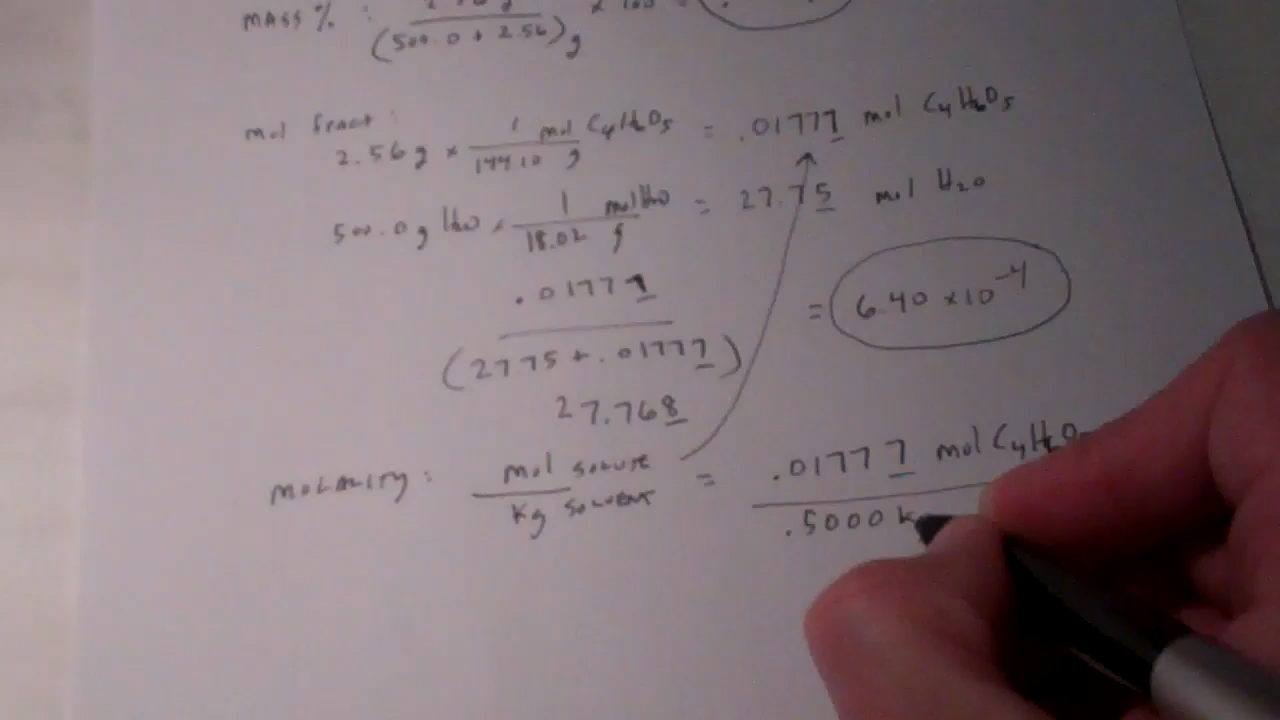 MASS % : / (500.0 + 2.56) g × 100 =
mol fract :
2.56 g × 1 mol C4H6O5 / 144.10 g = .01777 mol C4H6O5
500.0 g H2O × 1 mol H2O / 18.02 g = 27.75 mol H2O
.01777
(27.75 + .01777) = 6.40 × 10⁻⁴
27.768
MOLALITY : mol SOLUTE / kg SOLVENT = .01777 mol C4H6O / .5000 k